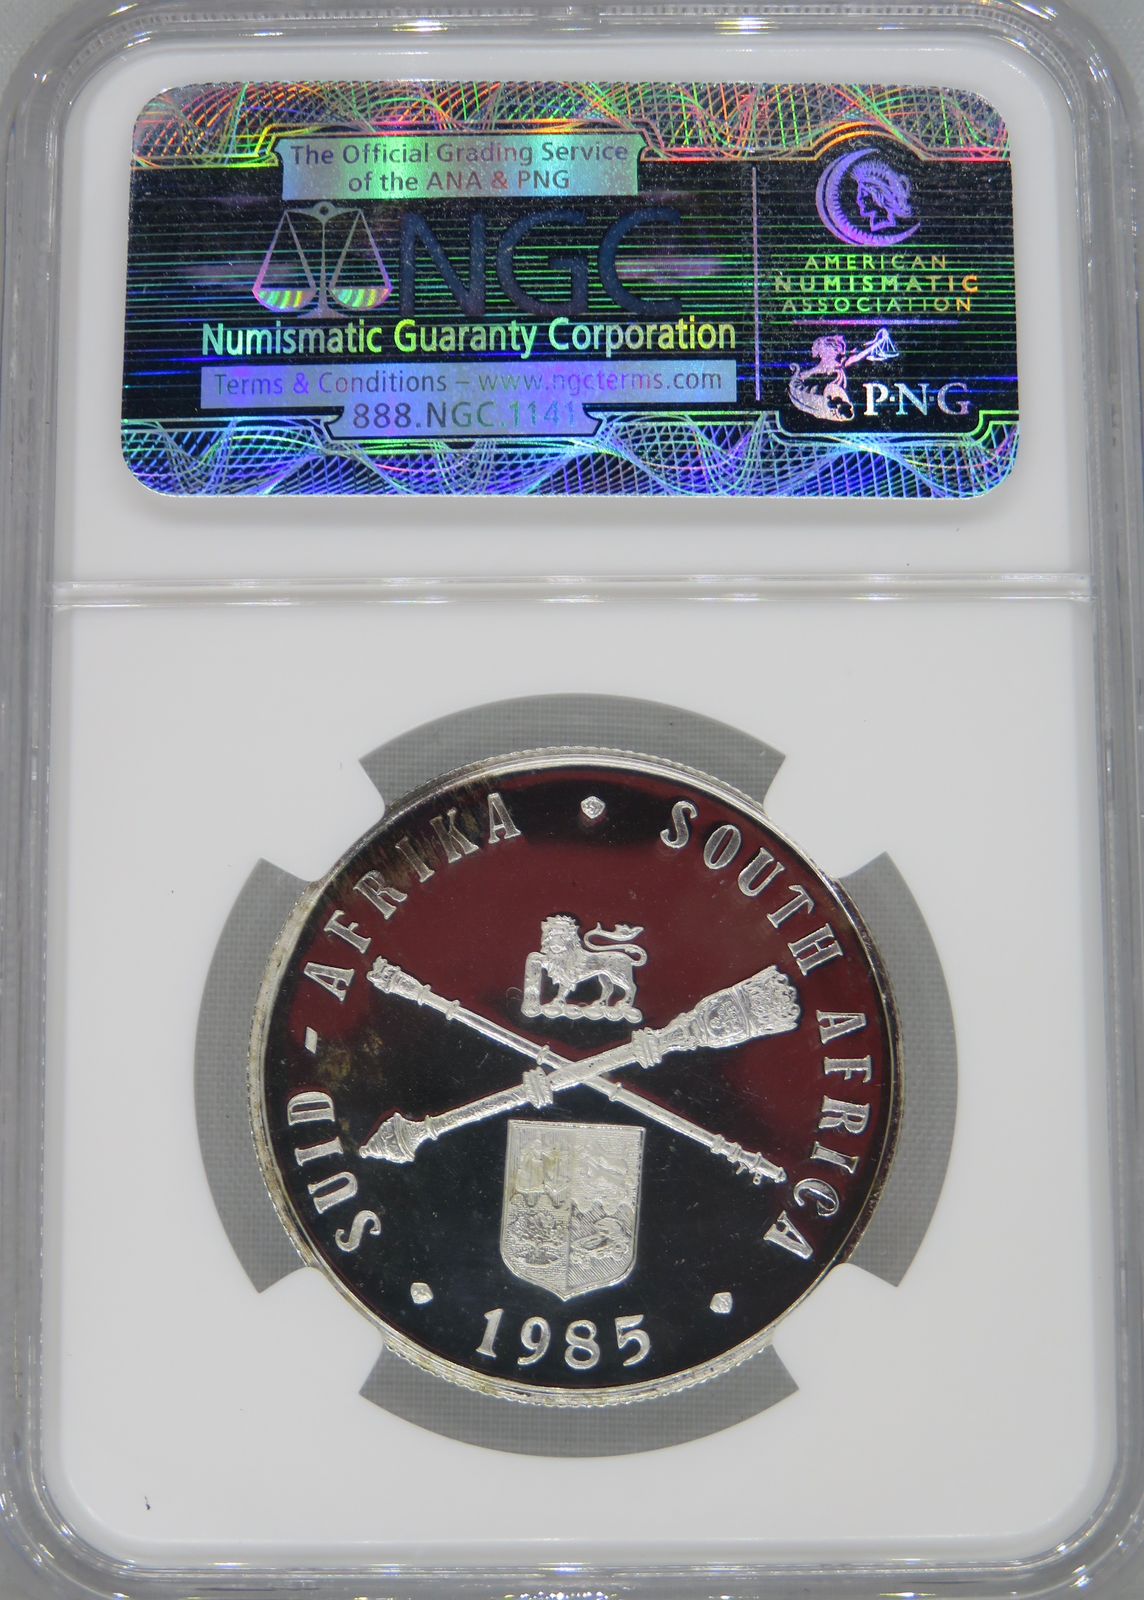 The Official Grading Service
of the ANA & PNG
NGC
Numismatic Guaranty Corporation
Terms & Conditions – www.ngcterms.com
888.NGC.1141
AMERICAN
NUMISMATIC
ASSOCIATION
P·N·G
SUID - AFRIKA · SOUTH AFRICA
· 1985 ·